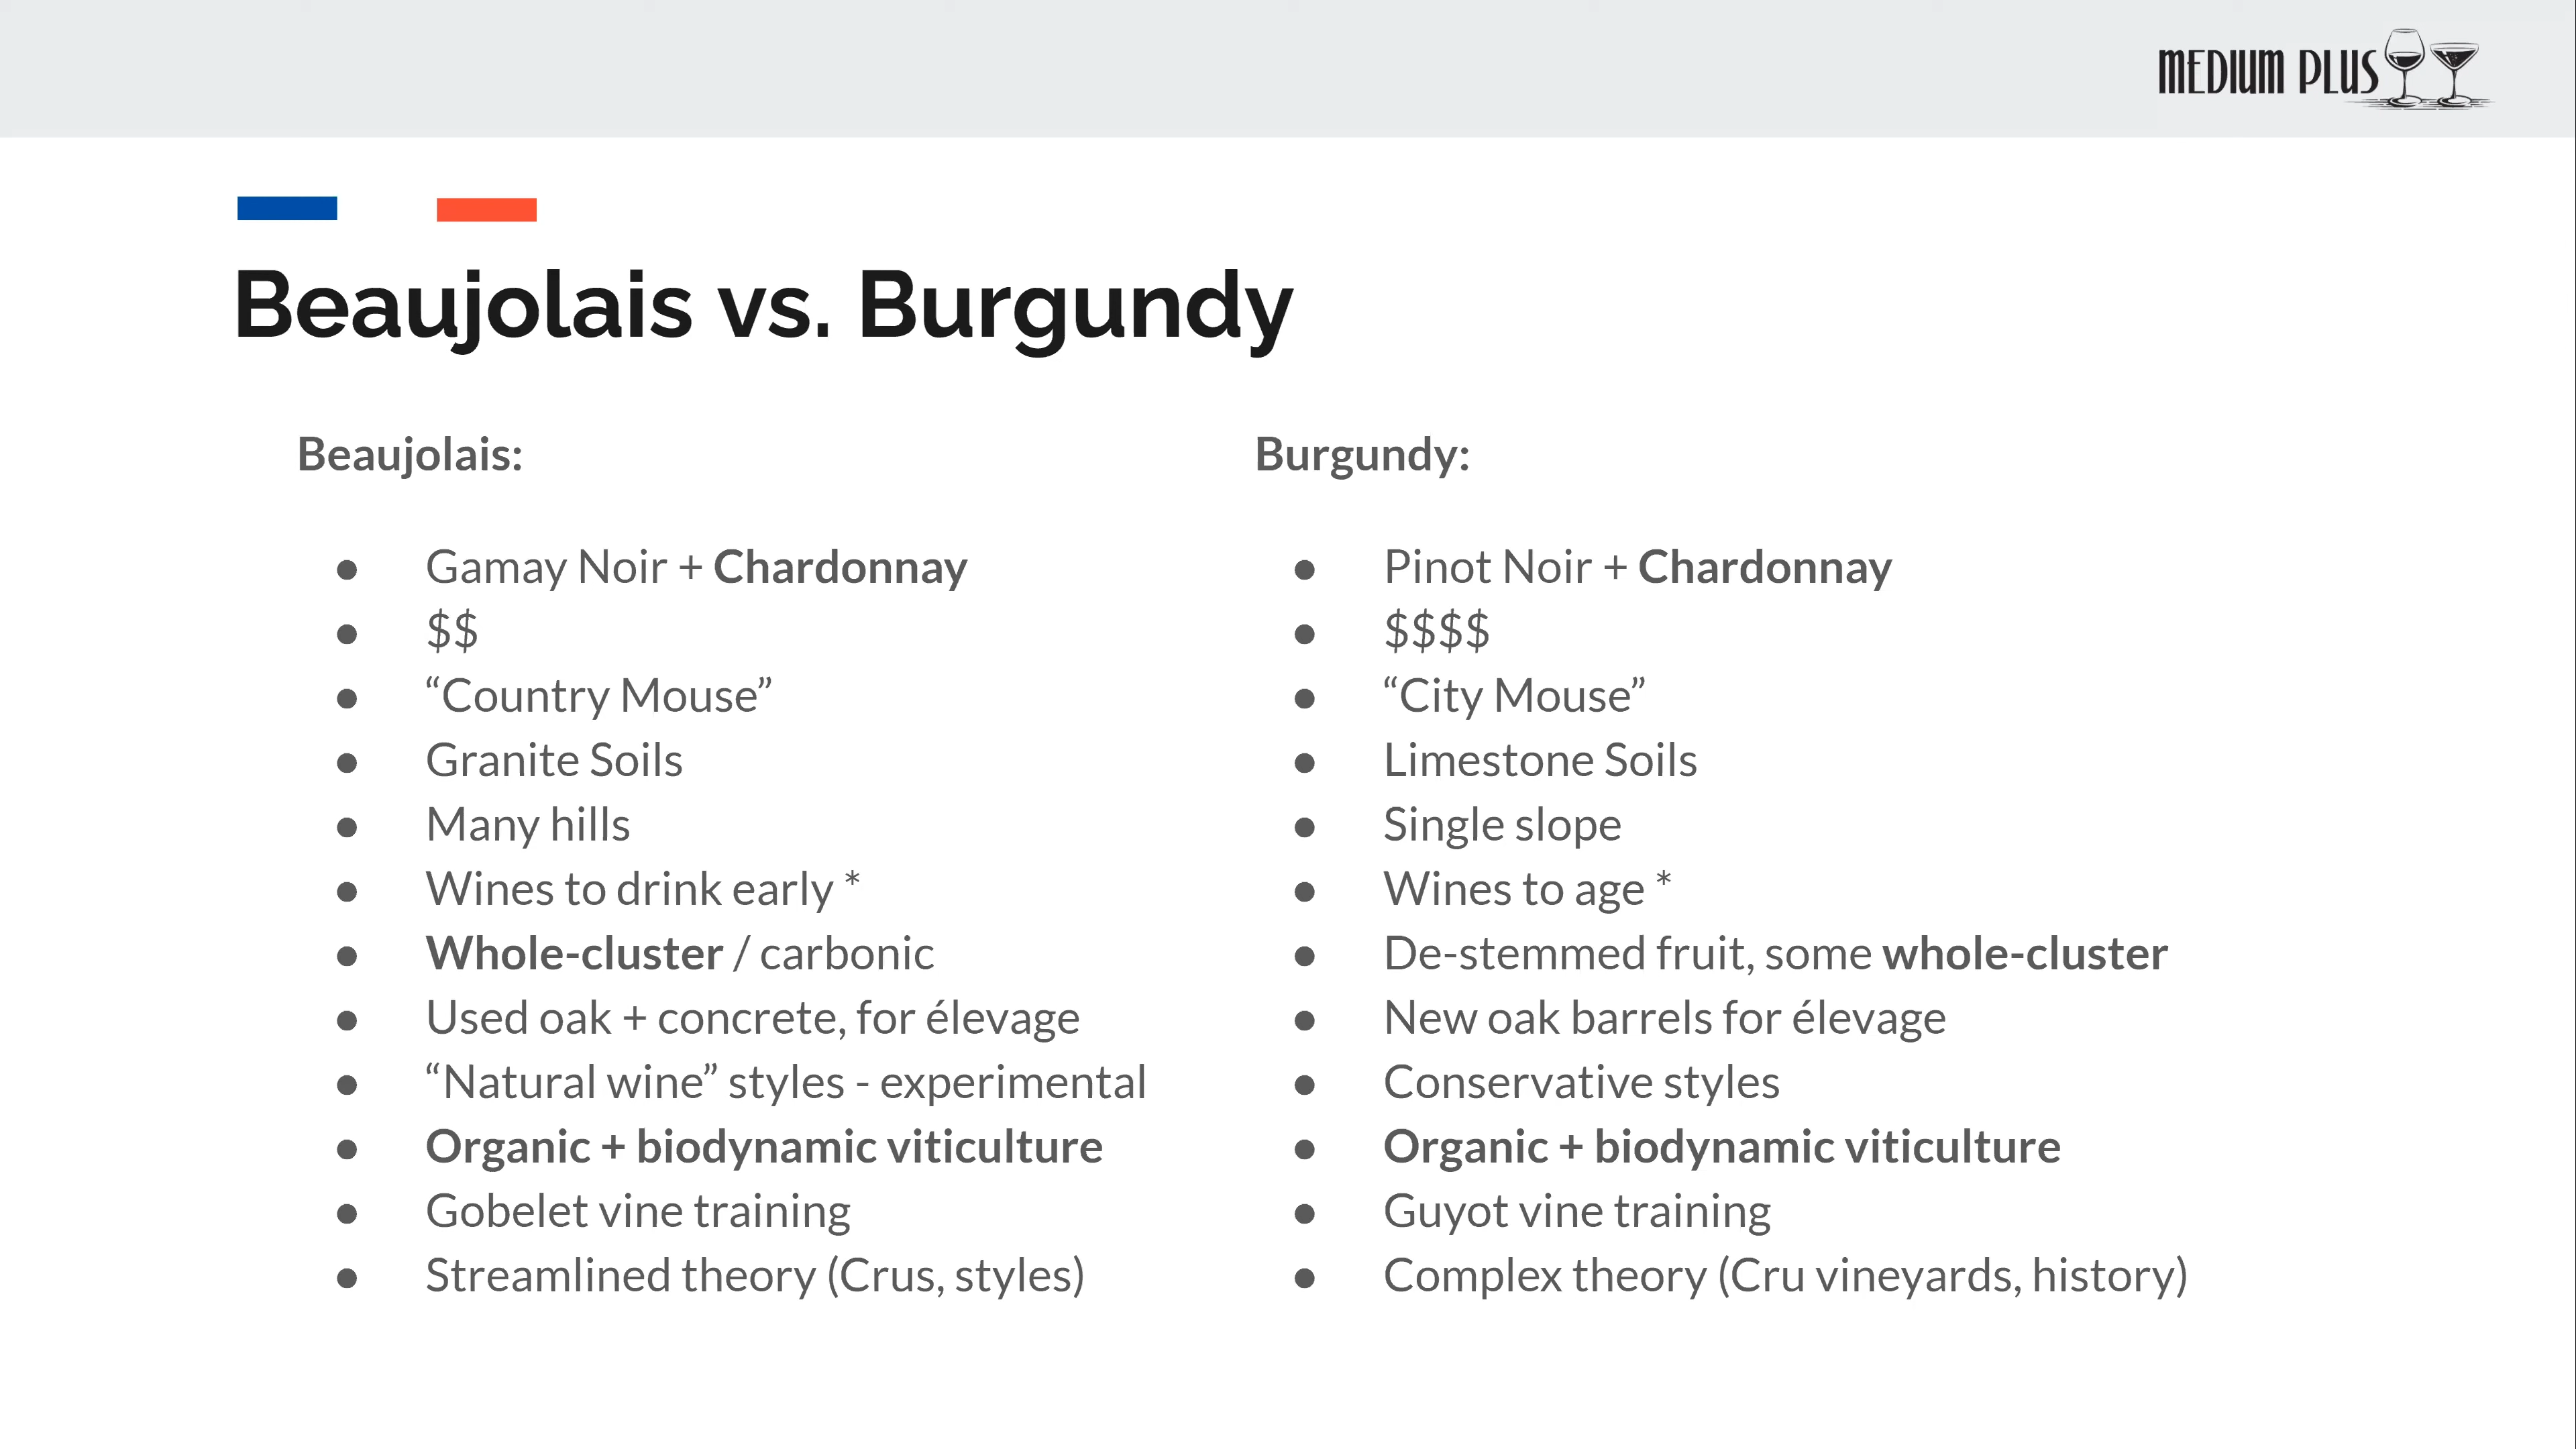 MEDIUM PLUS
Beaujolais vs. Burgundy
Beaujolais:
● Gamay Noir + Chardonnay
● $$
● “Country Mouse”
● Granite Soils
● Many hills
● Wines to drink early *
● Whole-cluster / carbonic
● Used oak + concrete, for élevage
● “Natural wine” styles - experimental
● Organic + biodynamic viticulture
● Gobelet vine training
● Streamlined theory (Crus, styles)
Burgundy:
● Pinot Noir + Chardonnay
● $$$$
● “City Mouse”
● Limestone Soils
● Single slope
● Wines to age *
● De-stemmed fruit, some whole-cluster
● New oak barrels for élevage
● Conservative styles
● Organic + biodynamic viticulture
● Guyot vine training
● Complex theory (Cru vineyards, history)